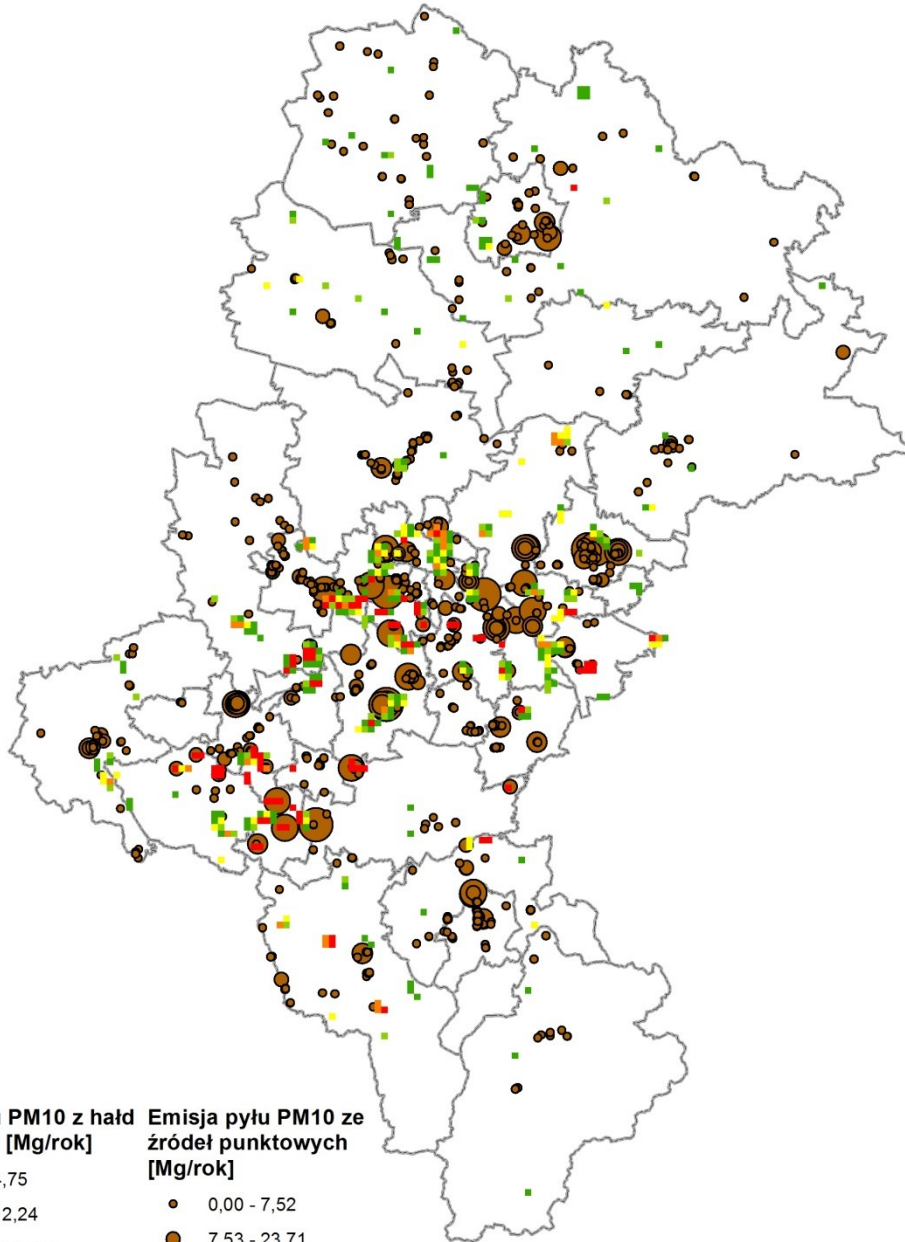 PM10 z hałd
[Mg/rok]
,75
2,24
Emisja pyłu PM10 ze
źródeł punktowych
[Mg/rok]
0,00 - 7,52
7,53 - 23,71